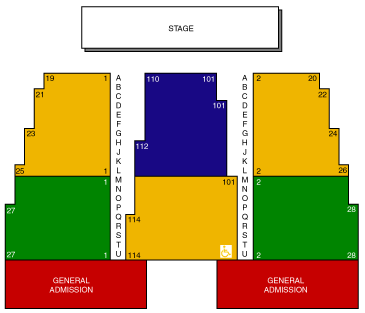 STAGE
19 1 A 110 101 A 2 20
21 B B 22
C C
D 101 D
E E
F F
23 G G 24
H 112 H
J J
K K
25 1 L L 2 26
1 M 101 M 2
N N
O O
27 P P 28
Q 114 Q
R R
S S
T T
27 1 U 114 U 2 28
GENERAL ADMISSION GENERAL ADMISSION